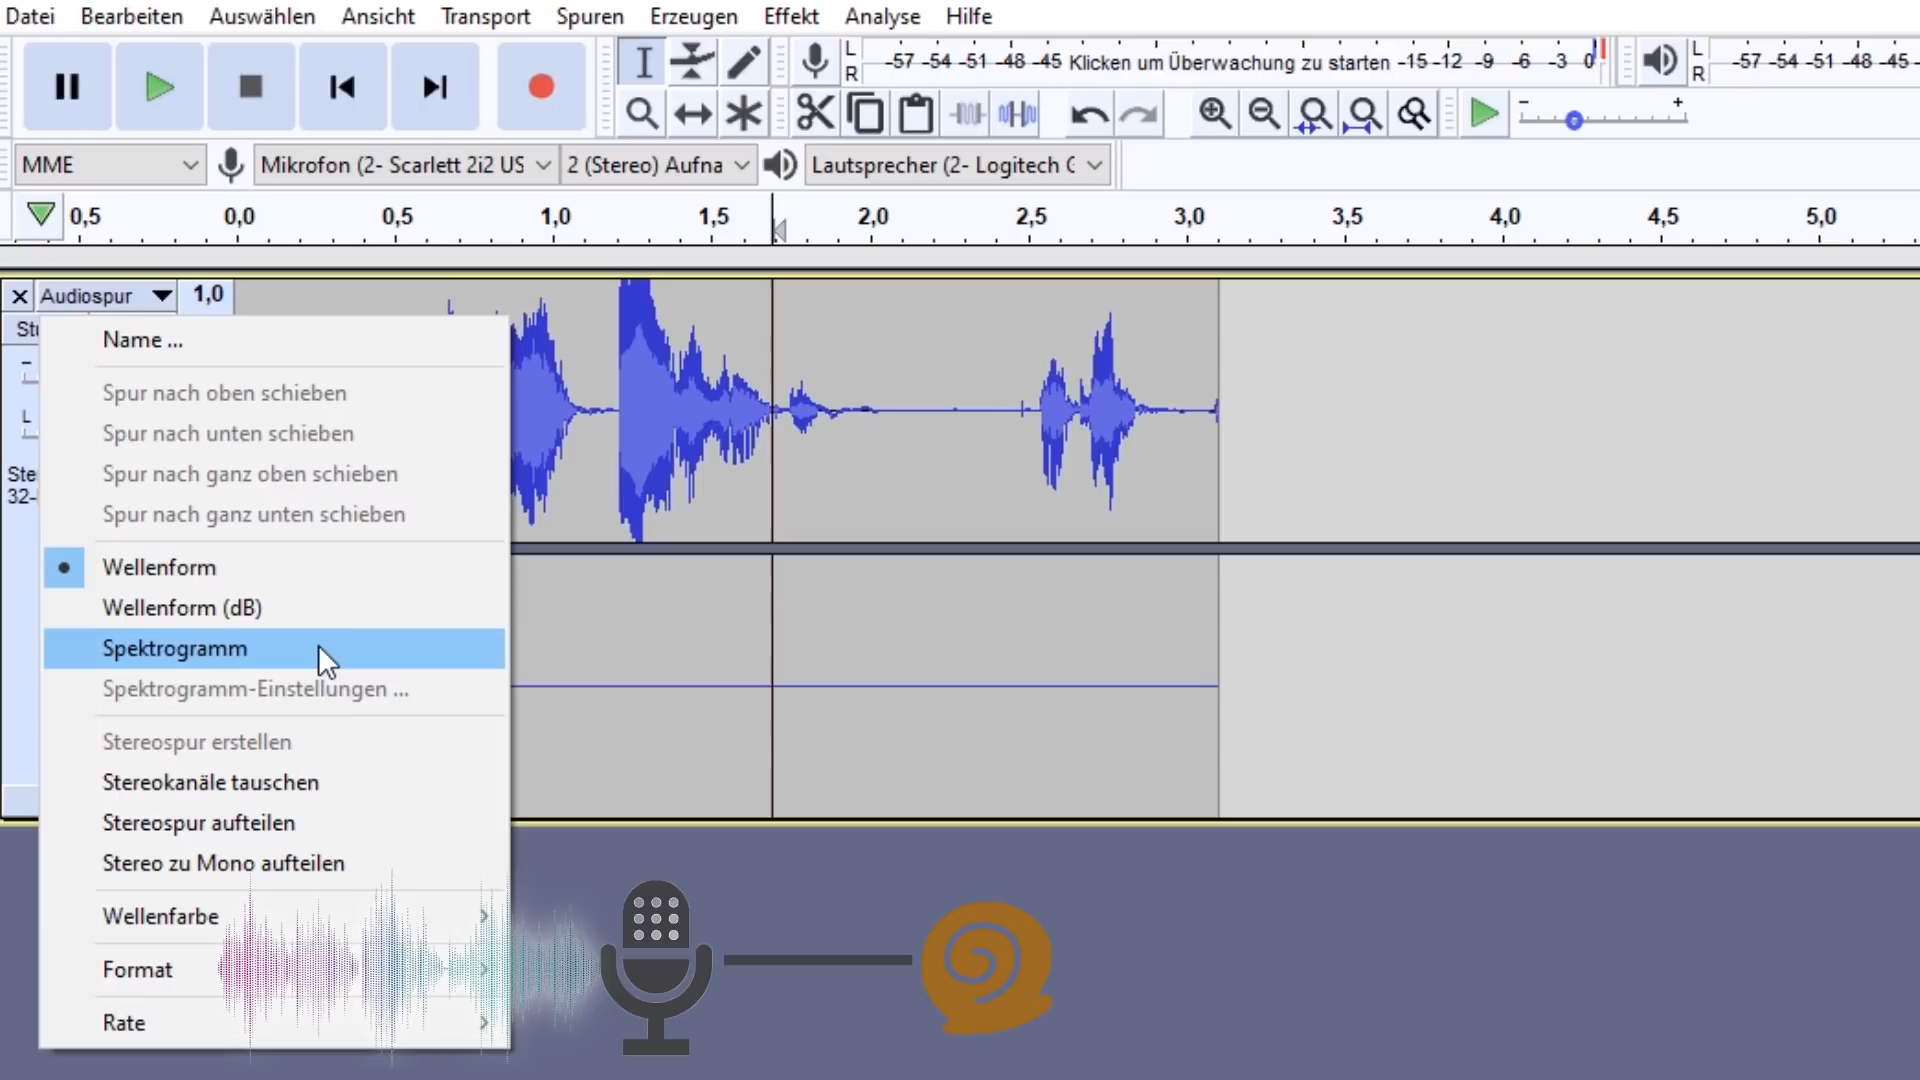 Datei Bearbeiten Auswählen Ansicht Transport Spuren Erzeugen Effekt Analyse Hilfe
L
R
-57 -54 -51 -48 -45 Klicken um Überwachung zu starten -15 -12 -9 -6 -3 0
L
R
-57 -54 -51 -48 -45
- +
MME
Mikrofon (2- Scarlett 2i2 US
2 (Stereo) Aufna
Lautsprecher (2- Logitech G
0,5 0,0 0,5 1,0 1,5 2,0 2,5 3,0 3,5 4,0 4,5 5,0
Audiospur
1,0
Stu
-
L
Ste
32-
Name ...
Spur nach oben schieben
Spur nach unten schieben
Spur nach ganz oben schieben
Spur nach ganz unten schieben
Wellenform
Wellenform (dB)
Spektrogramm
Spektrogramm-Einstellungen ...
Stereospur erstellen
Stereokanäle tauschen
Stereospur aufteilen
Stereo zu Mono aufteilen
Wellenfarbe
Format
Rate